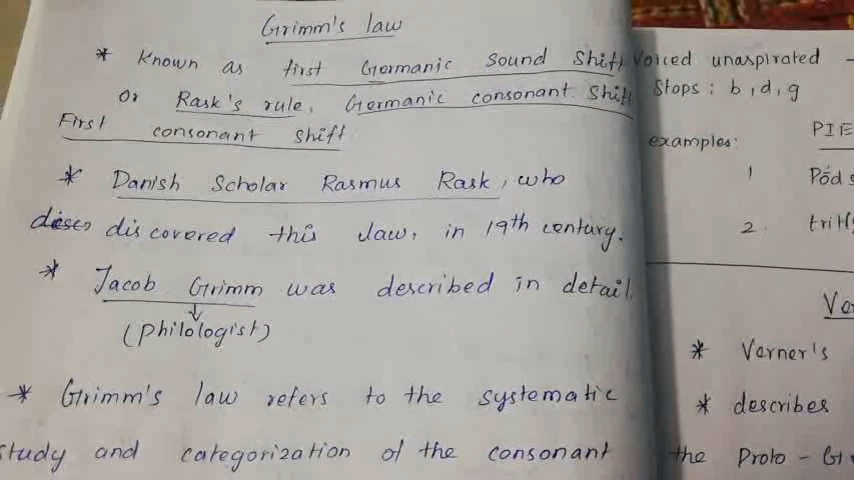 Grimm's law
* Known as first Germanic Sound Shift
or Rask's rule, Germanic consonant Shift
First consonant shift
* Danish Scholar Rasmus Rask, who
discovered this law, in 19th century.
* Jacob Grimm was described in detail.
(philologist)
* Grimm's law refers to the systematic
study and categorization of the consonant
Voiced unaspirated -
Stops : b, d, g
examples: PIE
1 Pód
2.
* Verner's
* describes
the Proto - G